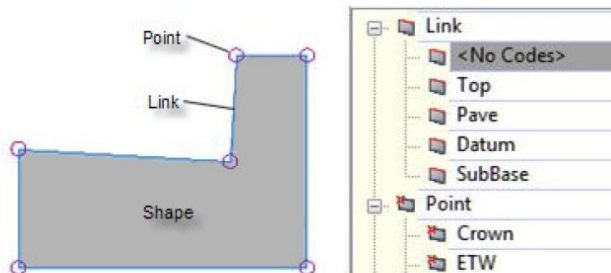 Point
Link
Shape
Link
<No Codes>
Top
Pave
Datum
SubBase
Point
Crown
ETW